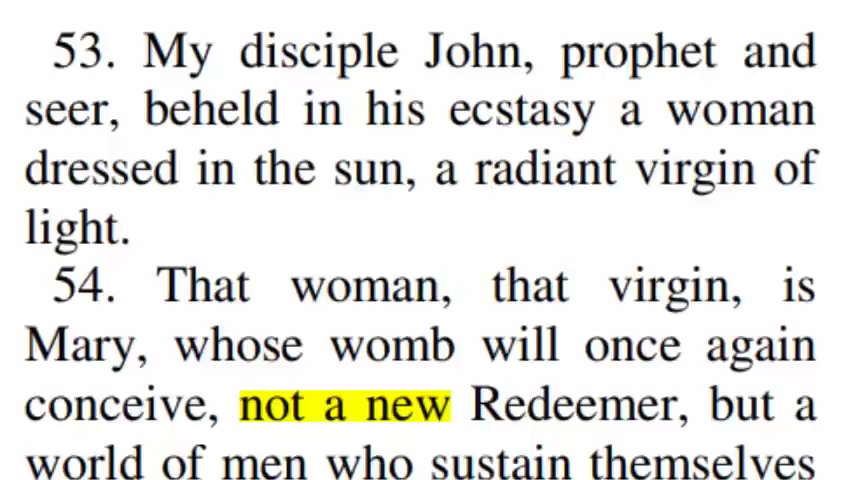 53. My disciple John, prophet and
seer, beheld in his ecstasy a woman
dressed in the sun, a radiant virgin of
light.
54. That woman, that virgin, is
Mary, whose womb will once again
conceive, not a new Redeemer, but a
world of men who sustain themselves